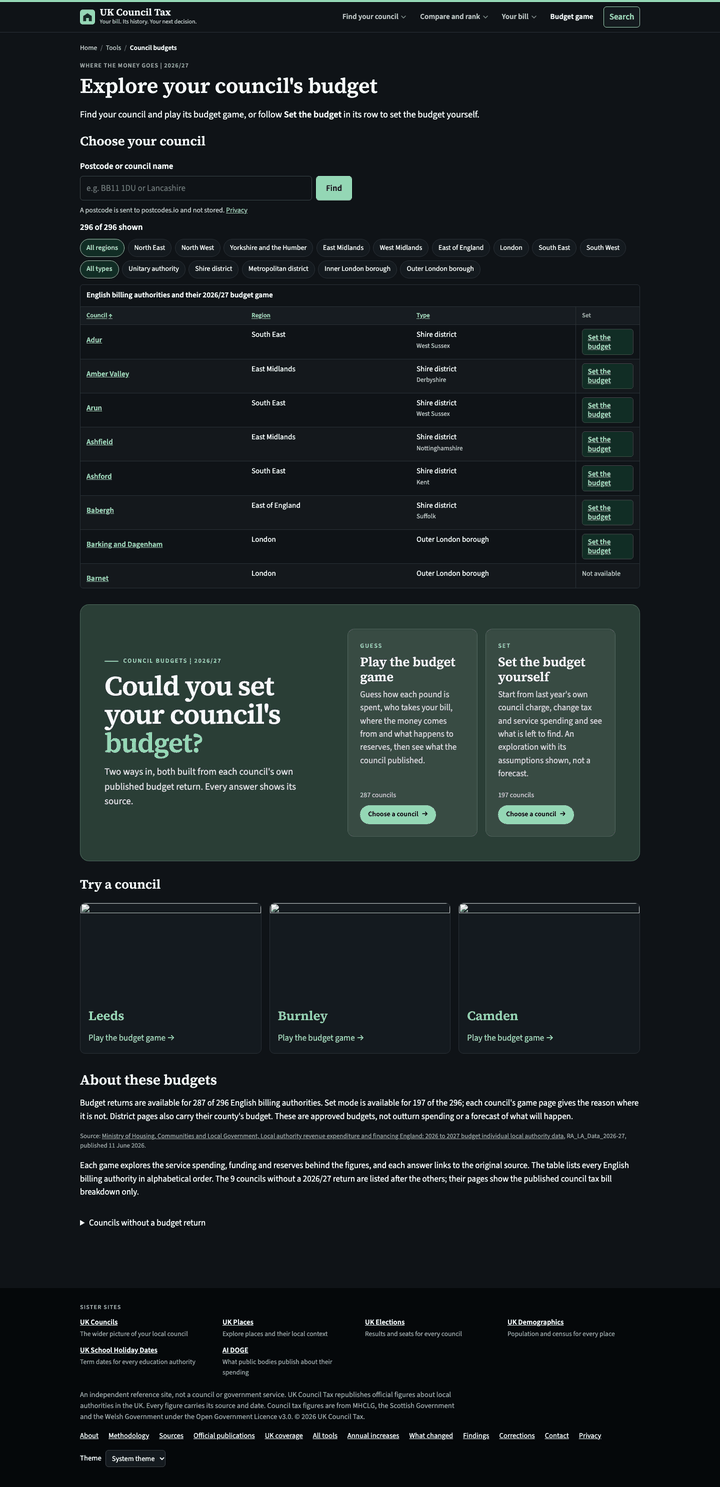 UK Council Tax
Your bill. Its history. Your next decision.
Find your council
Compare and rank
Your bill
Budget game
Search
Home / Tools / Council budgets
WHERE THE MONEY GOES | 2026/27
Explore your council's budget
Find your council and play its budget game, or follow Set the budget in its row to set the budget yourself.
Choose your council
Postcode or council name
e.g. BB11 1DU or Lancashire
Find
A postcode is sent to postcodes.io and not stored. Privacy
296 of 296 shown
All regions
North East
North West
Yorkshire and the Humber
East Midlands
West Midlands
East of England
London
South East
South West
All types
Unitary authority
Shire district
Metropolitan district
Inner London borough
Outer London borough
English billing authorities and their 2026/27 budget game
Council ↑
Region
Type
Set
Adur
South East
Shire district
West Sussex
Set the
budget
Amber Valley
East Midlands
Shire district
Derbyshire
Set the
budget
Arun
South East
Shire district
West Sussex
Set the
budget
Ashfield
East Midlands
Shire district
Nottinghamshire
Set the
budget
Ashford
South East
Shire district
Kent
Set the
budget
Babergh
East of England
Shire district
Suffolk
Set the
budget
Barking and Dagenham
London
Outer London borough
Set the
budget
Barnet
London
Outer London borough
Not available
COUNCIL BUDGETS | 2026/27
Could you set
your council's
budget?
Two ways in, both built from each council's own
published budget return. Every answer shows its
source.
GUESS
Play the budget
game
Guess how each pound is
spent, who takes your bill,
where the money comes
from and what happens to
reserves, then see what the
council published.
287 councils
Choose a council →
SET
Set the budget
yourself
Start from last year's own
council charge, change tax
and service spending and see
what is left to find. An
exploration with its
assumptions shown, not a
forecast.
197 councils
Choose a council →
Try a council
Leeds
Play the budget game →
Burnley
Play the budget game →
Camden
Play the budget game →
About these budgets
Budget returns are available for 287 of 296 English billing authorities. Set mode is available for 197 of the 296; each council's game page gives the reason where
it is not. District pages also carry their county's budget. These are approved budgets, not outturn spending or a forecast of what will happen.
Source: Ministry of Housing, Communities and Local Government, Local authority revenue expenditure and financing England: 2026 to 2027 budget individual local authority data, RA_LA_Data_2026-27,
published 11 June 2026.
Each game explores the service spending, funding and reserves behind the figures, and each answer links to the original source. The table lists every English
billing authority in alphabetical order. The 9 councils without a 2026/27 return are listed after the others; their pages show the published council tax bill
breakdown only.
Councils without a budget return
SISTER SITES
UK Councils
The wider picture of your local council
UK Places
Explore places and their local context
UK Elections
Results and seats for every council
UK Demographics
Population and census for every place
UK School Holiday Dates
Term dates for every education authority
AI DOGE
What public bodies publish about their
spending
An independent reference site, not a council or government service. UK Council Tax republishes official figures about local
authorities in the UK. Every figure carries its source and date. Council tax figures are from MHCLG, the Scottish Government
and the Welsh Government under the Open Government Licence v3.0. © 2026 UK Council Tax.
About
Methodology
Sources
Official publications
UK coverage
All tools
Annual increases
What changed
Findings
Corrections
Contact
Privacy
Theme
System theme